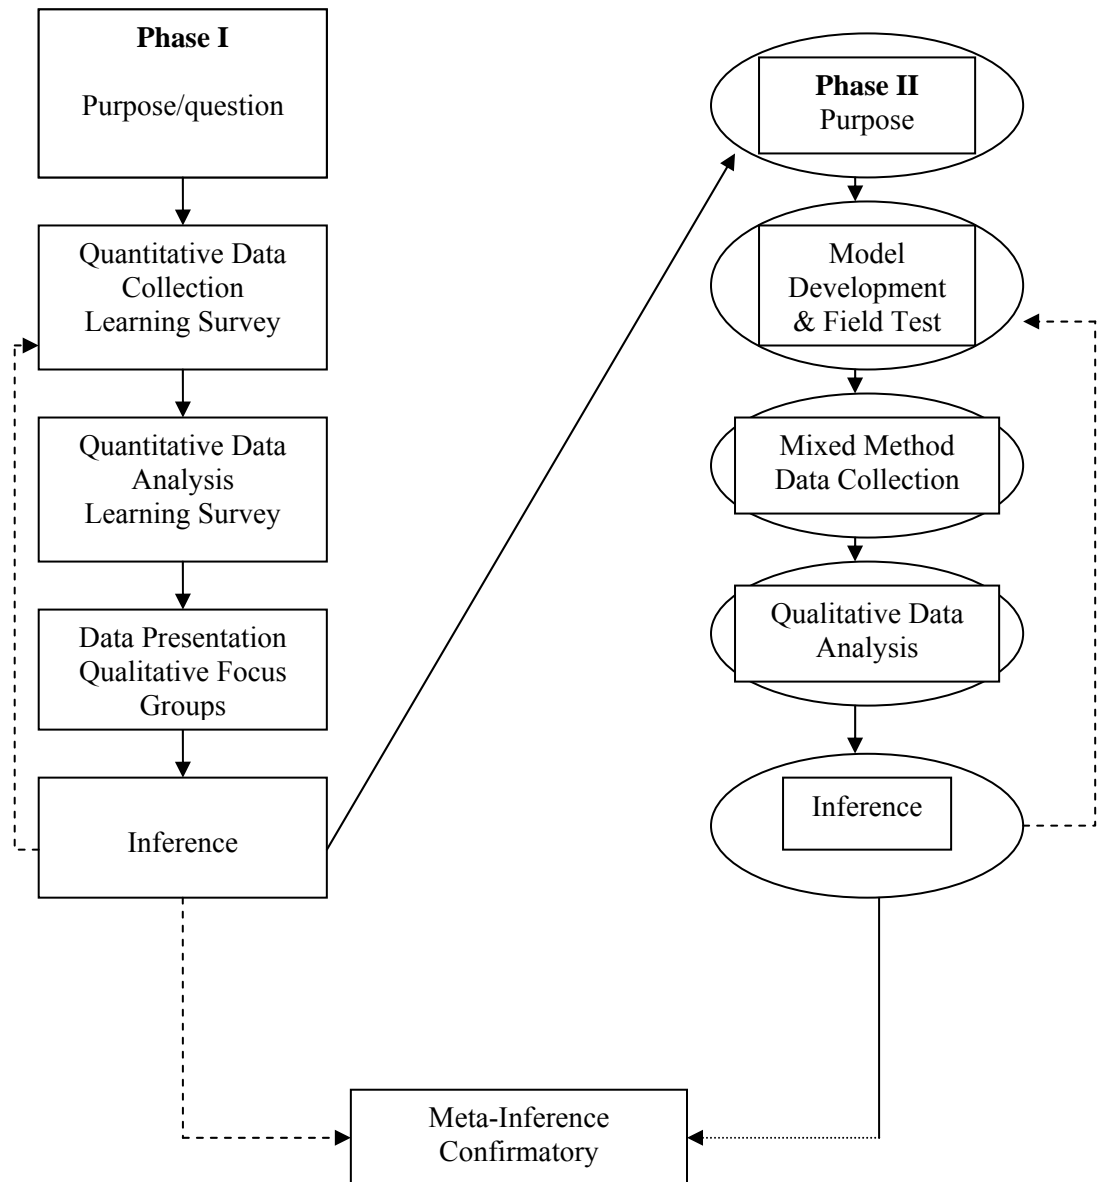 Phase I
Purpose/question
Quantitative Data
Collection
Learning Survey
Quantitative Data
Analysis
Learning Survey
Data Presentation
Qualitative Focus
Groups
Inference
Phase II
Purpose
Model
Development
& Field Test
Mixed Method
Data Collection
Qualitative Data
Analysis
Inference
Meta-Inference
Confirmatory